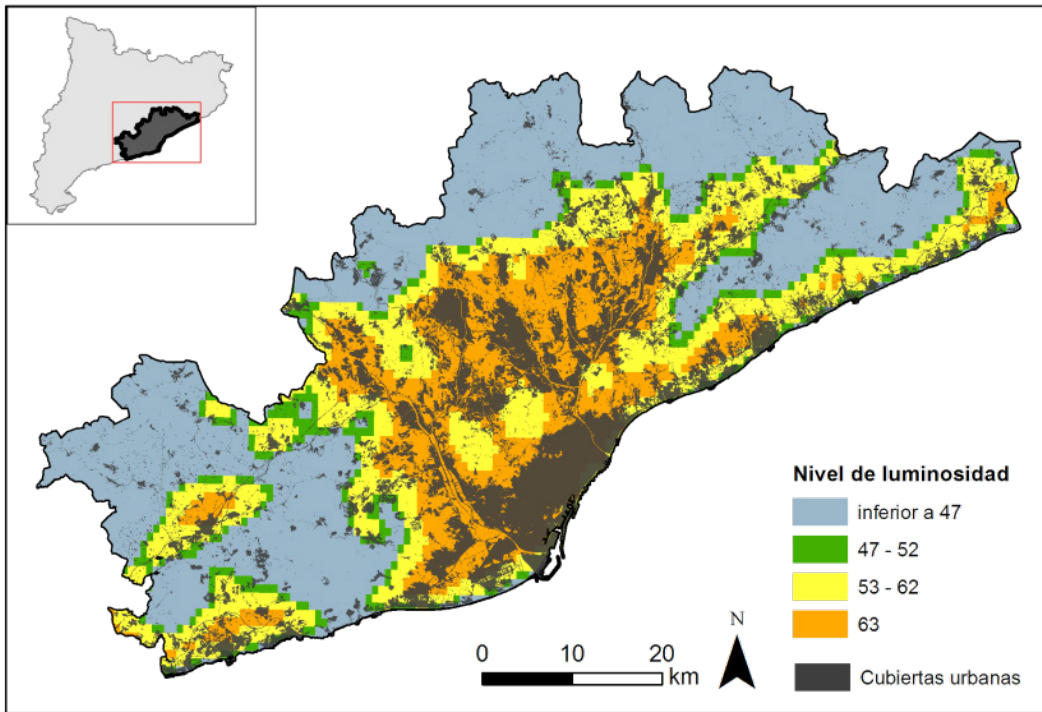 Nivel de luminosidad
inferior a 47
47 - 52
53 - 62
63
Cubiertas urbanas
N
0 10 20
km